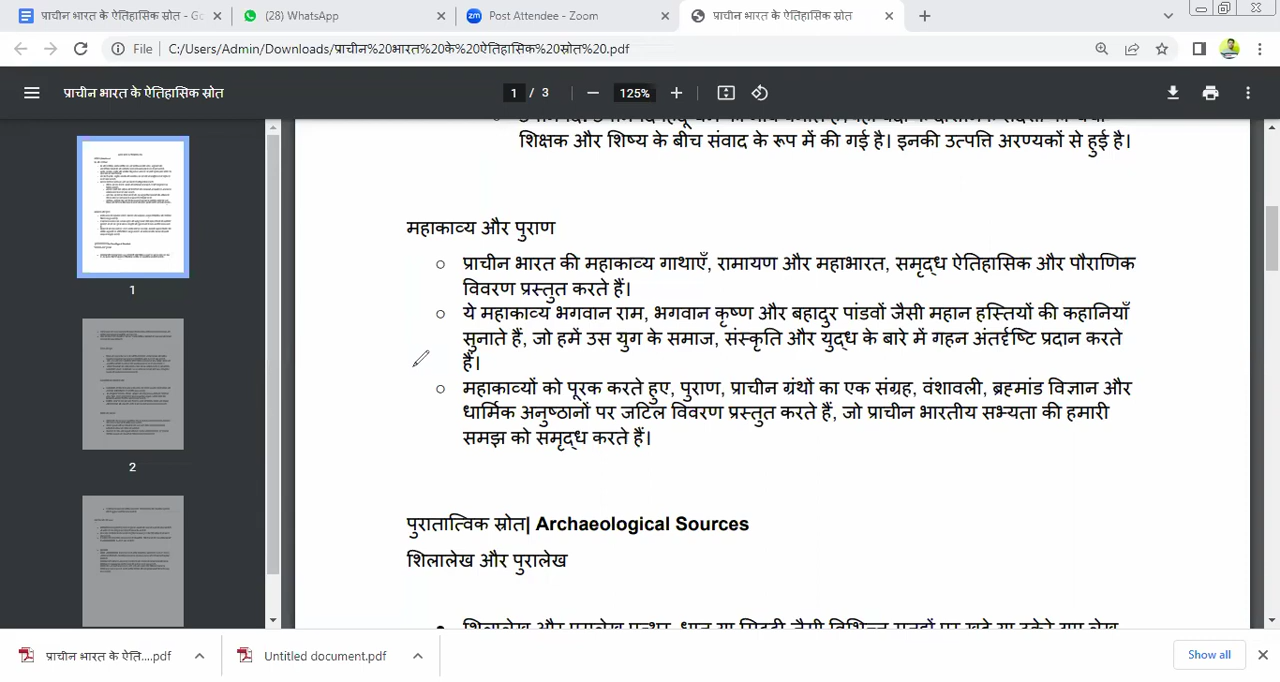 प्राचीन भारत के ऐतिहासिक स्रोत - Go
(28) WhatsApp
Post Attendee - Zoom
प्राचीन भारत के ऐतिहासिक स्रोत
File
C:/Users/Admin/Downloads/प्राचीन%20भारत%20के%20ऐतिहासिक%20स्रोत%20.pdf
प्राचीन भारत के ऐतिहासिक स्रोत
1 / 3
125%
शिक्षक और शिष्य के बीच संवाद के रूप में की गई है। इनकी उत्पत्ति अरण्यकों से हुई है।
महाकाव्य और पुराण
प्राचीन भारत की महाकाव्य गाथाएँ, रामायण और महाभारत, समृद्ध ऐतिहासिक और पौराणिक
विवरण प्रस्तुत करते हैं।
ये महाकाव्य भगवान राम, भगवान कृष्ण और बहादुर पांडवों जैसी महान हस्तियों की कहानियाँ
सुनाते हैं, जो हमें उस युग के समाज, संस्कृति और युद्ध के बारे में गहन अंतर्दृष्टि प्रदान करते
हैं।
महाकाव्यों को पूरक करते हुए, पुराण, प्राचीन ग्रंथों का एक संग्रह, वंशावली, ब्रह्मांड विज्ञान और
धार्मिक अनुष्ठानों पर जटिल विवरण प्रस्तुत करते हैं, जो प्राचीन भारतीय सभ्यता की हमारी
समझ को समृद्ध करते हैं।
पुरातात्विक स्रोत| Archaeological Sources
शिलालेख और पुरालेख
1
2
प्राचीन भारत के ऐति....pdf
Untitled document.pdf
Show all